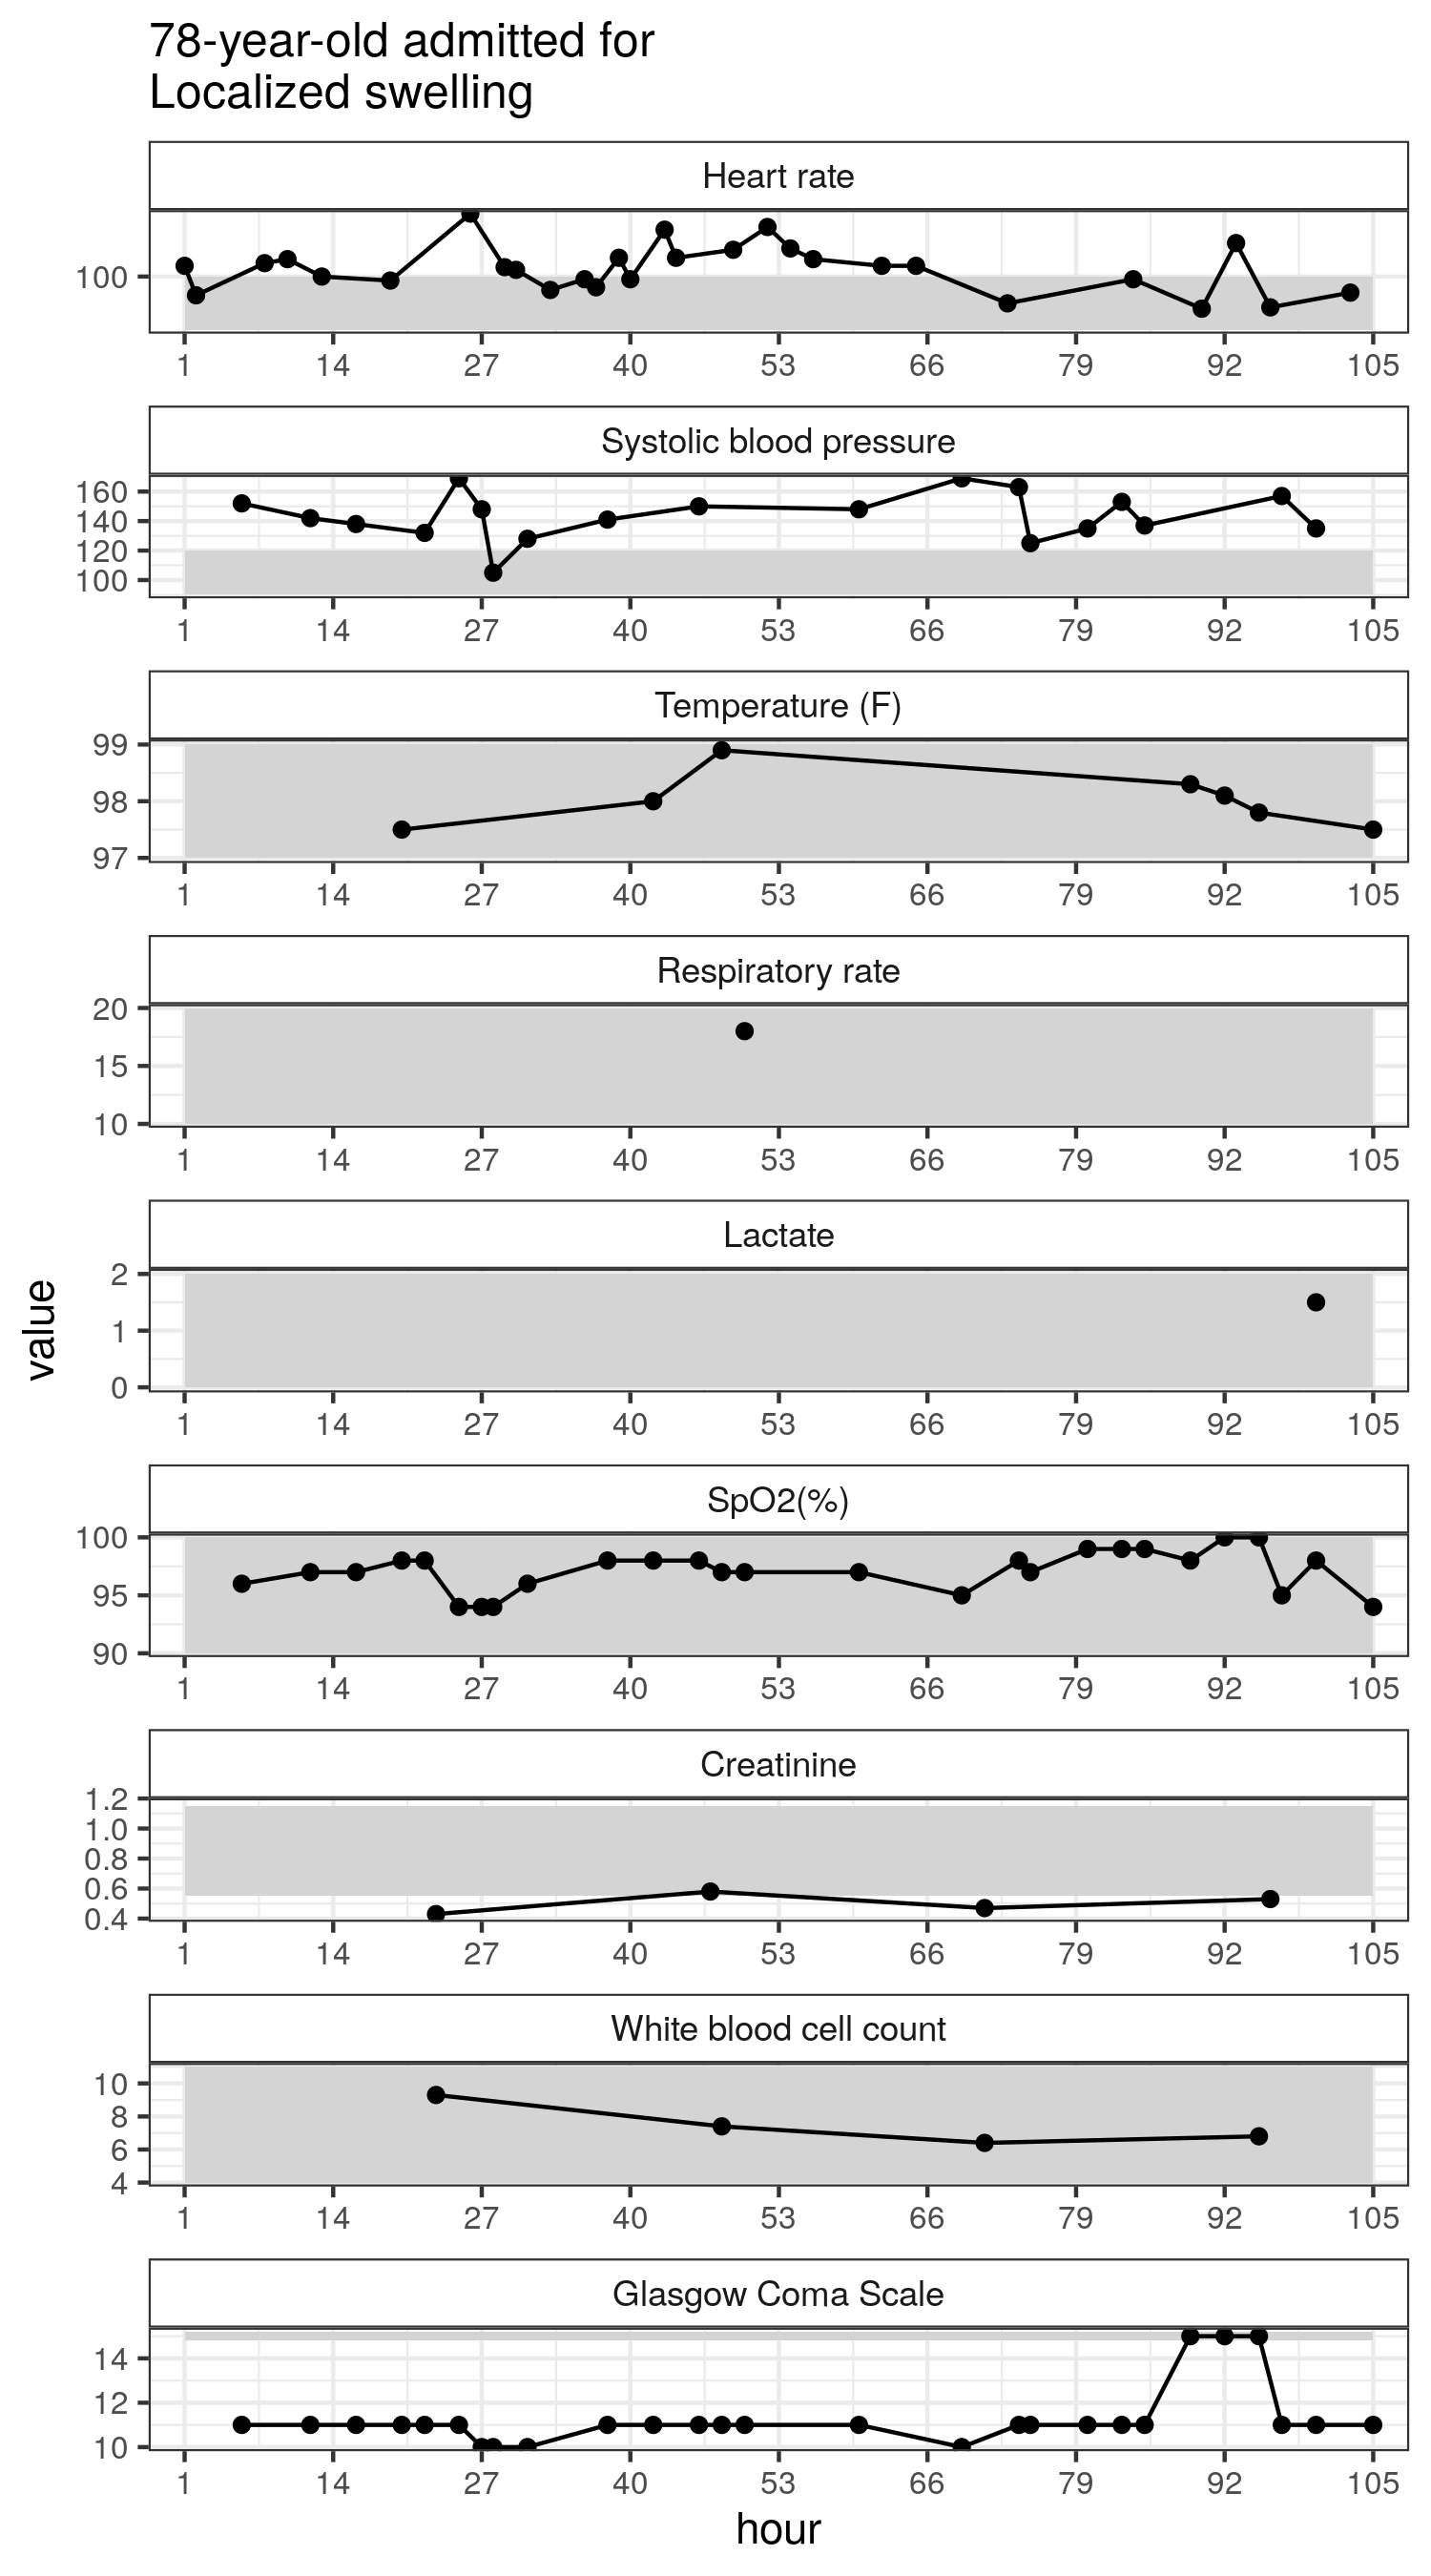 78-year-old admitted for
Localized swelling
Heart rate
100
1 14 27 40 53 66 79 92 105
Systolic blood pressure
160
140
120
100
1 14 27 40 53 66 79 92 105
Temperature (F)
99
98
97
1 14 27 40 53 66 79 92 105
Respiratory rate
20
15
10
1 14 27 40 53 66 79 92 105
Lactate
2
1
0
1 14 27 40 53 66 79 92 105
value
SpO2(%)
100
95
90
1 14 27 40 53 66 79 92 105
Creatinine
1.2
1.0
0.8
0.6
0.4
1 14 27 40 53 66 79 92 105
White blood cell count
10
8
6
4
1 14 27 40 53 66 79 92 105
Glasgow Coma Scale
14
12
10
1 14 27 40 53 66 79 92 105
hour